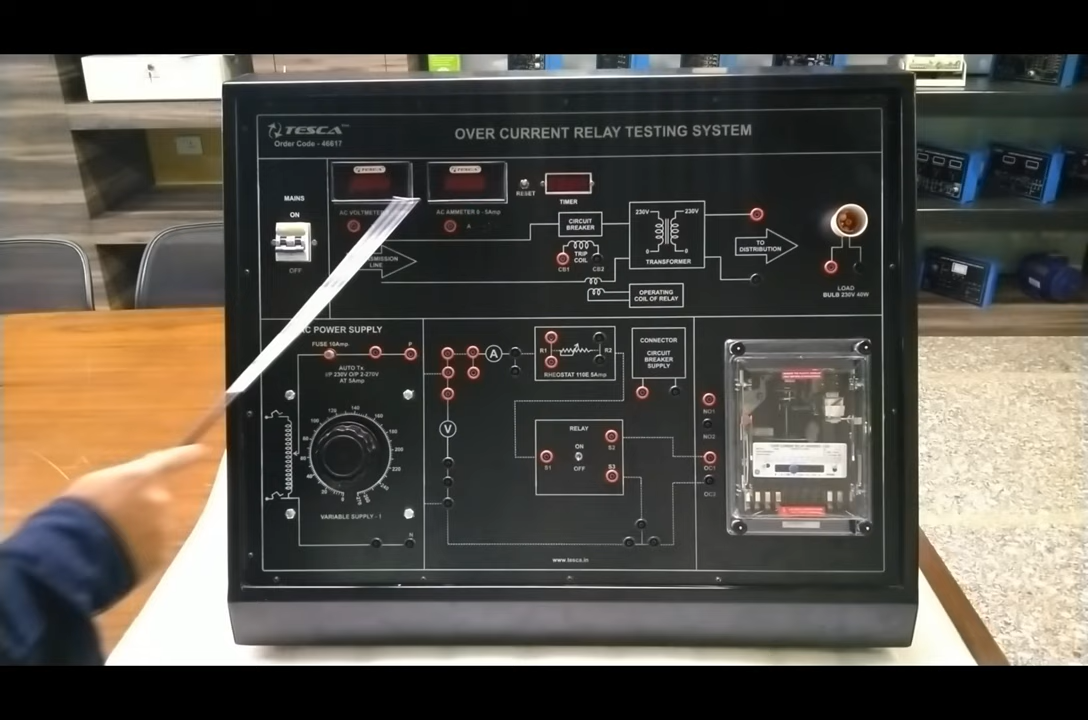 TESCA
Order Code - 46617
OVER CURRENT RELAY TESTING SYSTEM
MAINS
ON
OFF
TESCA
TESCA
AC VOLTMETER
AC AMMETER 0 - 5Amp
A
RESET
TIMER
LINE
CIRCUIT
BREAKER
TRIP
COIL
CB1
CB2
230V
230V
0
0
TRANSFORMER
OPERATING
COIL OF RELAY
TO
DISTRIBUTION
LOAD
BULB 230V 40W
POWER SUPPLY
FUSE 10Amp
P
AUTO Tx.
I/P 230V O/P 2-270V
AT 5Amp
VARIABLE SUPPLY - 1
A
V
R1
R2
RHEOSTAT 110E 5Amp
CONNECTOR
CIRCUIT
BREAKER
SUPPLY
RELAY
ON
OFF
S1
S2
S3
NO1
NO2
OC1
OC2
www.tesca.in